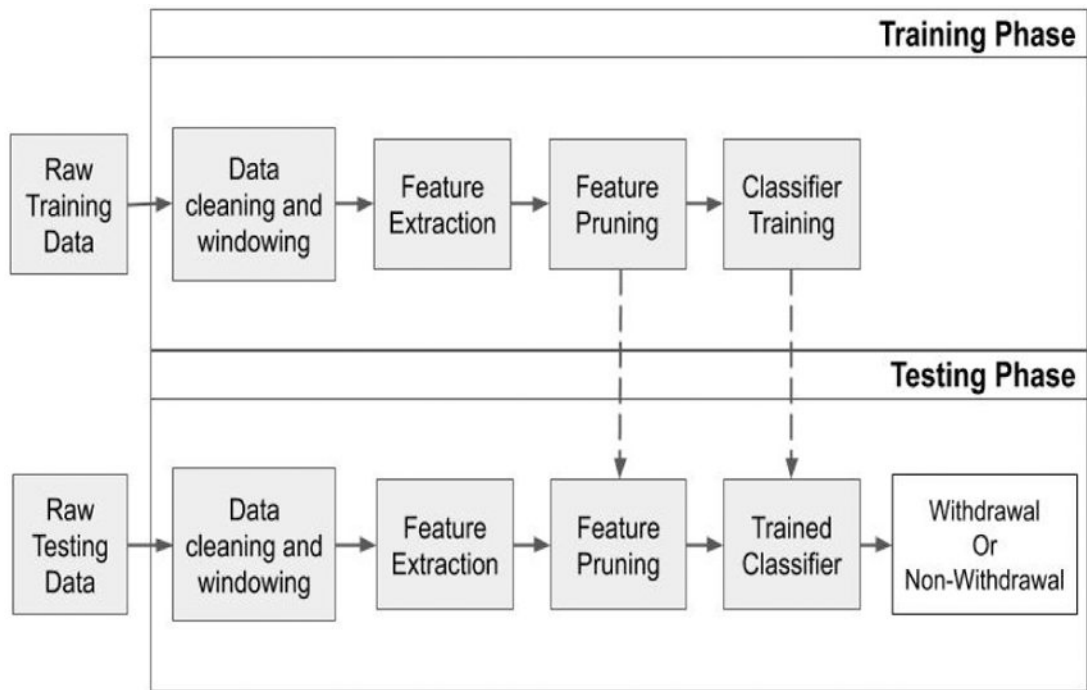 Training Phase
Raw
Training
Data
Data
cleaning and
windowing
Feature
Extraction
Feature
Pruning
Classifier
Training
Testing Phase
Raw
Testing
Data
Data
cleaning and
windowing
Feature
Extraction
Feature
Pruning
Trained
Classifier
Withdrawal
Or
Non-Withdrawal